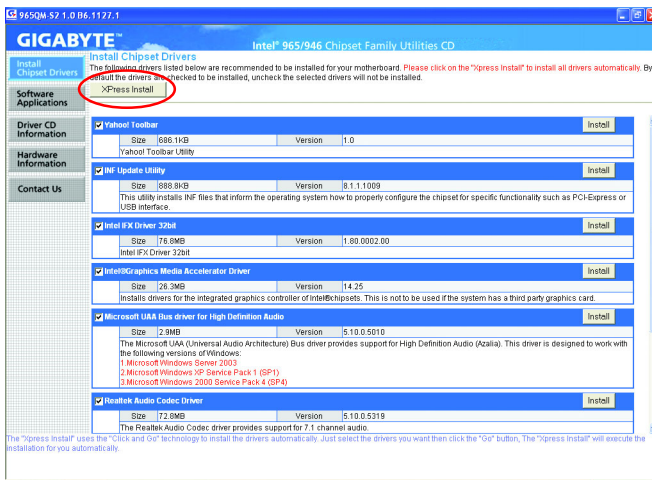 965QM-S2 1.0 B6.1127.1
GIGABYTE™
Intel® 965/946 Chipset Family Utilities CD
Install
Chipset Drivers
Software
Applications
Driver CD
Information
Hardware
Information
Contact Us
Install Chipset Drivers
The following drivers listed below are recommended to be installed for your motherboard. Please click on the "Xpress Install" to install all drivers automatically. By
default the drivers are checked to be installed, uncheck the selected drivers will not be installed.
XPress Install
Yahoo! Toolbar Install
Size 686.1KB Version 1.0
Yahoo! Toolbar Utility
INF Update Utility Install
Size 888.8KB Version 8.1.1.1009
This utility installs INF files that inform the operating system how to properly configure the chipset for specific functionality such as PCI-Express or
USB interface.
Intel IFX Driver 32bit Install
Size 76.8MB Version 1.80.0002.00
Intel IFX Driver 32bit
Intel®Graphics Media Accelerator Driver Install
Size 26.3MB Version 14.25
Installs drivers for the integrated graphics controller of Intel®chipsets. This is not to be used if the system has a third party graphics card.
Microsoft UAA Bus driver for High Definition Audio Install
Size 2.9MB Version 5.10.0.5010
The Microsoft UAA (Universal Audio Architecture) Bus driver provides support for High Definition Audio (Azalia). This driver is designed to work with
the following versions of Windows:
1.Microsoft Windows Server 2003
2.Microsoft Windows XP Service Pack 1 (SP1)
3.Microsoft Windows 2000 Service Pack 4 (SP4)
Realtek Audio Codec Driver Install
Size 72.8MB Version 5.10.0.5319
The Realtek Audio Codec driver provides support for 7.1 channel audio.
The "Xpress Install" uses the "Click and Go" technology to install the drivers automatically. Just select the drivers you want then click the "Go" button, The "Xpress Install" will execute the
installation for you automatically.